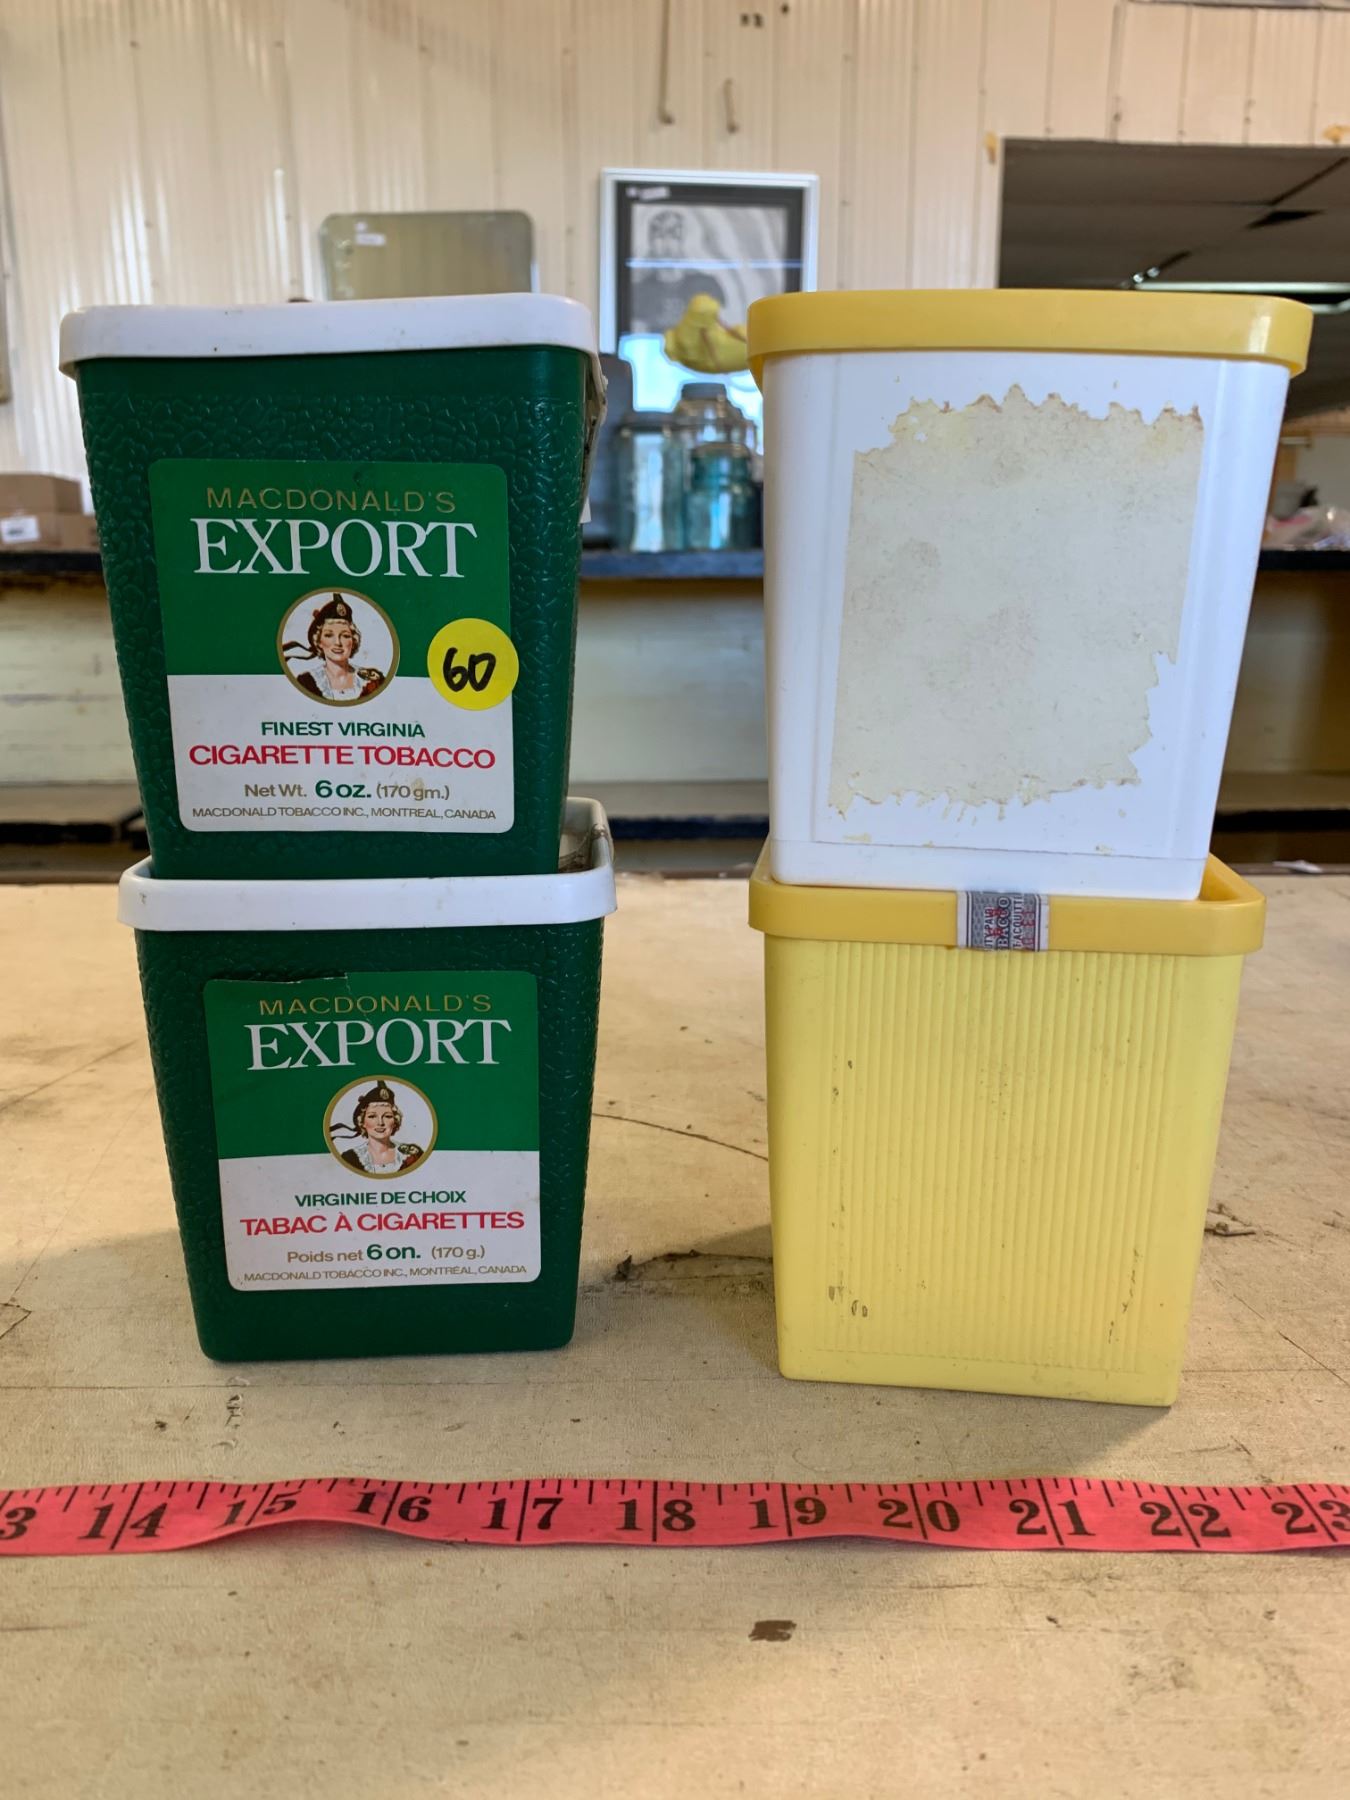 MACDONALD'S
EXPORT
60
FINEST VIRGINIA
CIGARETTE TOBACCO
Net Wt. 6 oz. (170 gm.)
MACDONALD TOBACCO INC., MONTREAL, CANADA
MACDONALD'S
EXPORT
VIRGINIE DE CHOIX
TABAC À CIGARETTES
Poids net 6 on. (170 g.)
MACDONALD TOBACCO INC., MONTRÉAL, CANADA
14 15 16 17 18 19 20 21 22 23